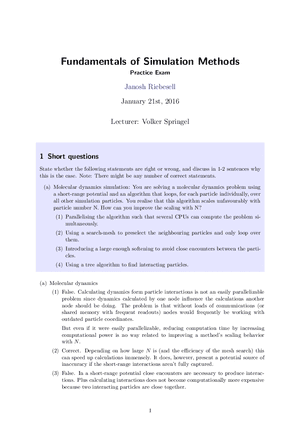 Fundamentals of Simulation Methods
Practice Exam
Janosh Riebesell
January 21st, 2016
Lecturer: Volker Springel
1 Short questions
State whether the following statements are right or wrong, and discuss in 1-2 sentences why
this is the case. Note: There might be any number of correct statements.
(a) Molecular dynamics simulation: You are solving a molecular dynamics problem using
a short-range potential and an algorithm that loops, for each particle individually, over
all other simulation particles. You realise that this algorithm scales unfavourably with
particle number N. How can you improve the scaling with N?
(1) Parallelising the algorithm such that several CPUs can compute the problem si-
multaneously.
(2) Using a search-mesh to preselect the neighbouring particles and only loop over
them.
(3) Introducing a large enough softening to avoid close encounters between the parti-
cles.
(4) Using a tree algorithm to find interacting particles.
(a) Molecular dynamics
(1) False. Calculating dynamics form particle interactions is not an easily parallelizable
problem since dynamics calculated by one node influence the calculations another
node should be doing. The problem is that without loads of communications (or
shared memory with frequent readouts) nodes would frequently be working with
outdated particle coordinates.
But even if it were easily parallelizable, reducing computation time by increasing
computational power is no way related to improving a method's scaling behavior
with N.
(2) Correct. Depending on how large N is (and the efficiency of the mesh search) this
can speed up calculations immensely. It does, however, present a potential source of
inaccuracy if the short-range interactions aren't fully captured.
(3) False. In a short-range potential close encounters are necessary to produce interac-
tions. Plus calculating interactions does not become computationally more expensive
because two interacting particles are close together.
1